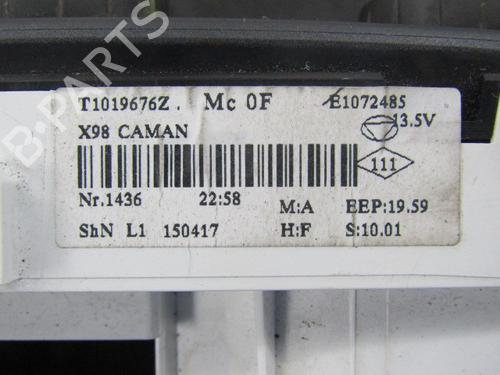 T1019676Z. Mc 0F E1072485
X98 CAMAN 13.5V
111
Nr.1436 22:58 M:A EEP:19.59
ShN L1 150417 H:F S:10.01
B-PARTS